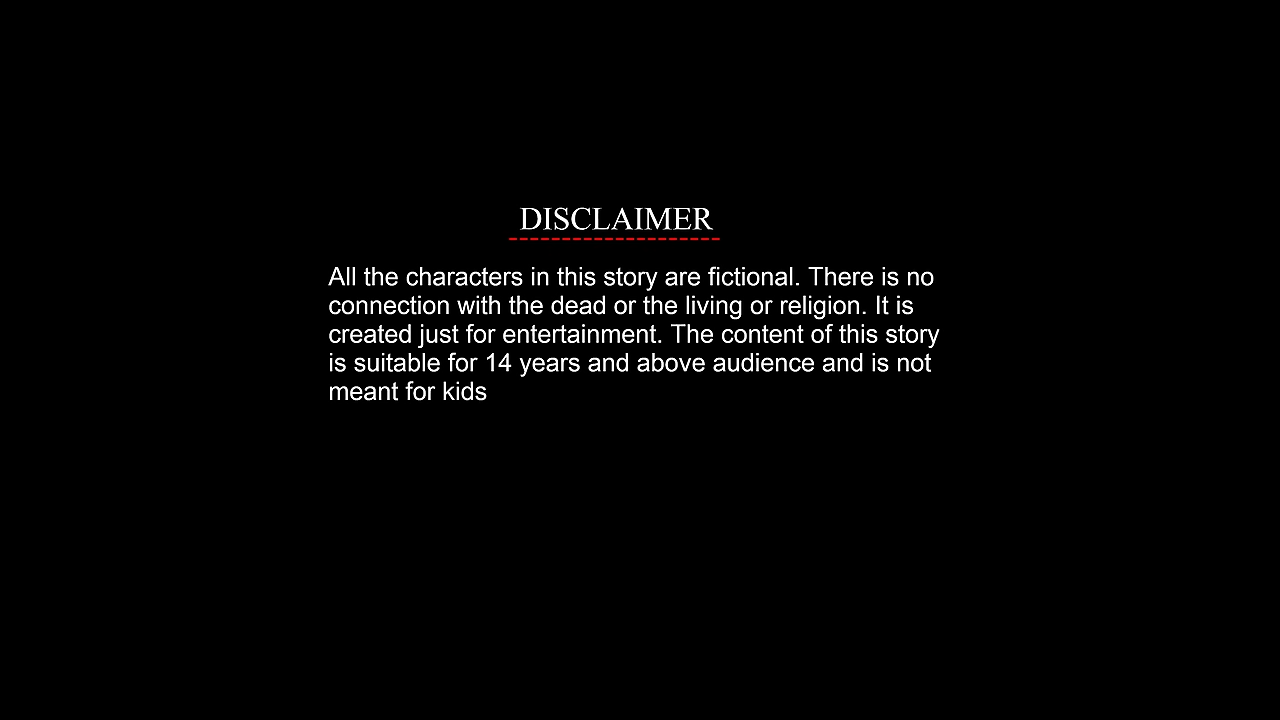 DISCLAIMER
All the characters in this story are fictional. There is no
connection with the dead or the living or religion. It is
created just for entertainment. The content of this story
is suitable for 14 years and above audience and is not
meant for kids